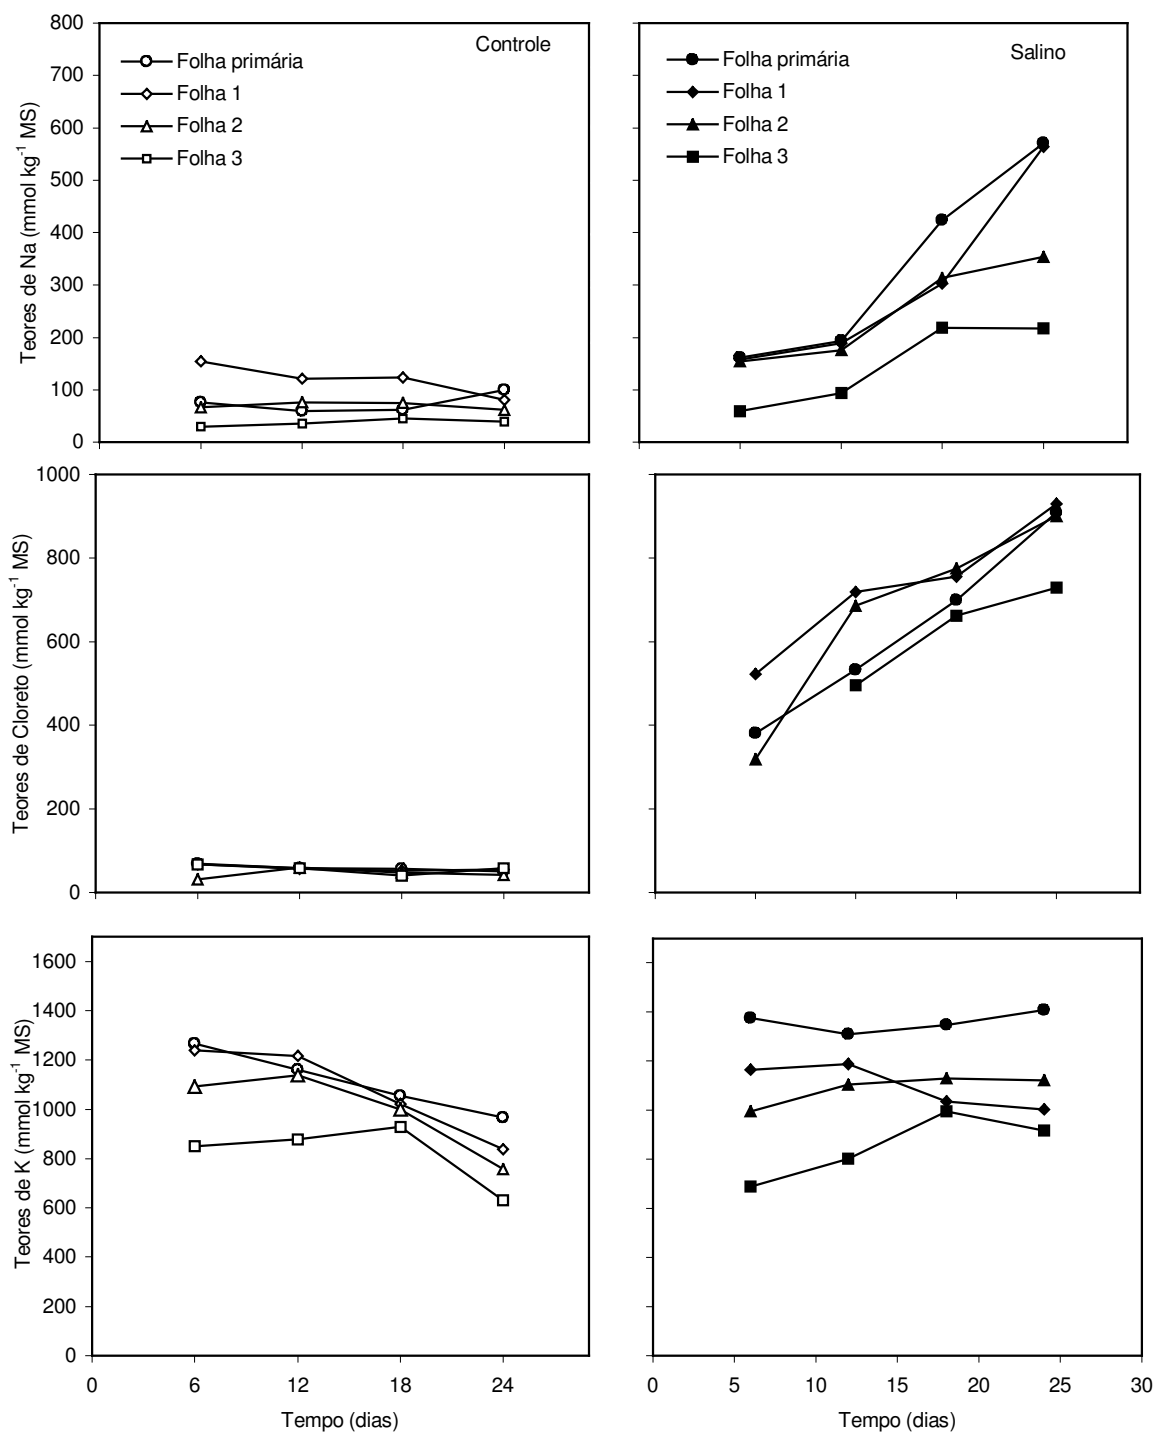 800
700
600
500
400
300
200
100
0
Teores de Na (mmol kg⁻¹ MS)
Controle
Folha primária
Folha 1
Folha 2
Folha 3
Salino
Folha primária
Folha 1
Folha 2
Folha 3
1000
800
600
400
200
0
Teores de Cloreto (mmol kg⁻¹ MS)
1600
1400
1200
1000
800
600
400
200
0
Teores de K (mmol kg⁻¹ MS)
0 6 12 18 24
Tempo (dias)
0 5 10 15 20 25 30
Tempo (dias)